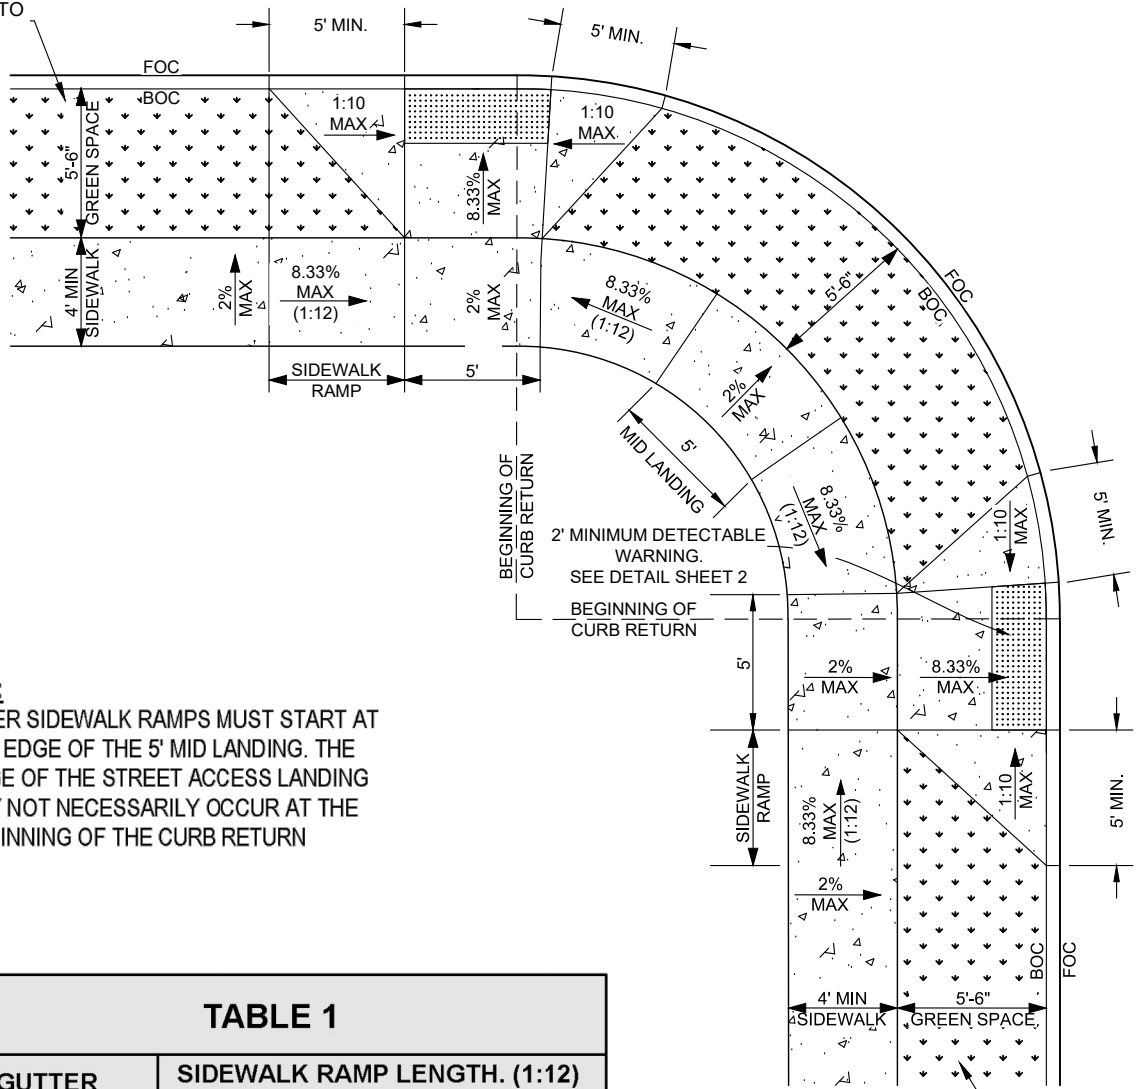 TO
5' MIN.
5' MIN.
FOC
BOC
1:10
MAX
1:10
MAX
5'-6"
GREEN SPACE
8.33%
MAX
4' MIN
SIDEWALK
2%
MAX
8.33%
MAX
(1:12)
2%
MAX
8.33%
MAX
(1:12)
5'-6"
FOC
BOC
SIDEWALK
RAMP
5'
2%
MAX
5'
MID LANDING
BEGINNING OF
CURB RETURN
8.33%
MAX
(1:12)
1:10
MAX
5' MIN.
2' MINIMUM DETECTABLE
WARNING.
SEE DETAIL SHEET 2
BEGINNING OF
CURB RETURN
5'
2%
MAX
8.33%
MAX
ER SIDEWALK RAMPS MUST START AT
EDGE OF THE 5' MID LANDING. THE
GE OF THE STREET ACCESS LANDING
NOT NECESSARILY OCCUR AT THE
INNING OF THE CURB RETURN
SIDEWALK
RAMP
8.33%
MAX
(1:12)
1:10
MAX
5' MIN.
2%
MAX
BOC
FOC
4' MIN
SIDEWALK
5'-6"
GREEN SPACE
TABLE 1
GUTTER
SIDEWALK RAMP LENGTH. (1:12)